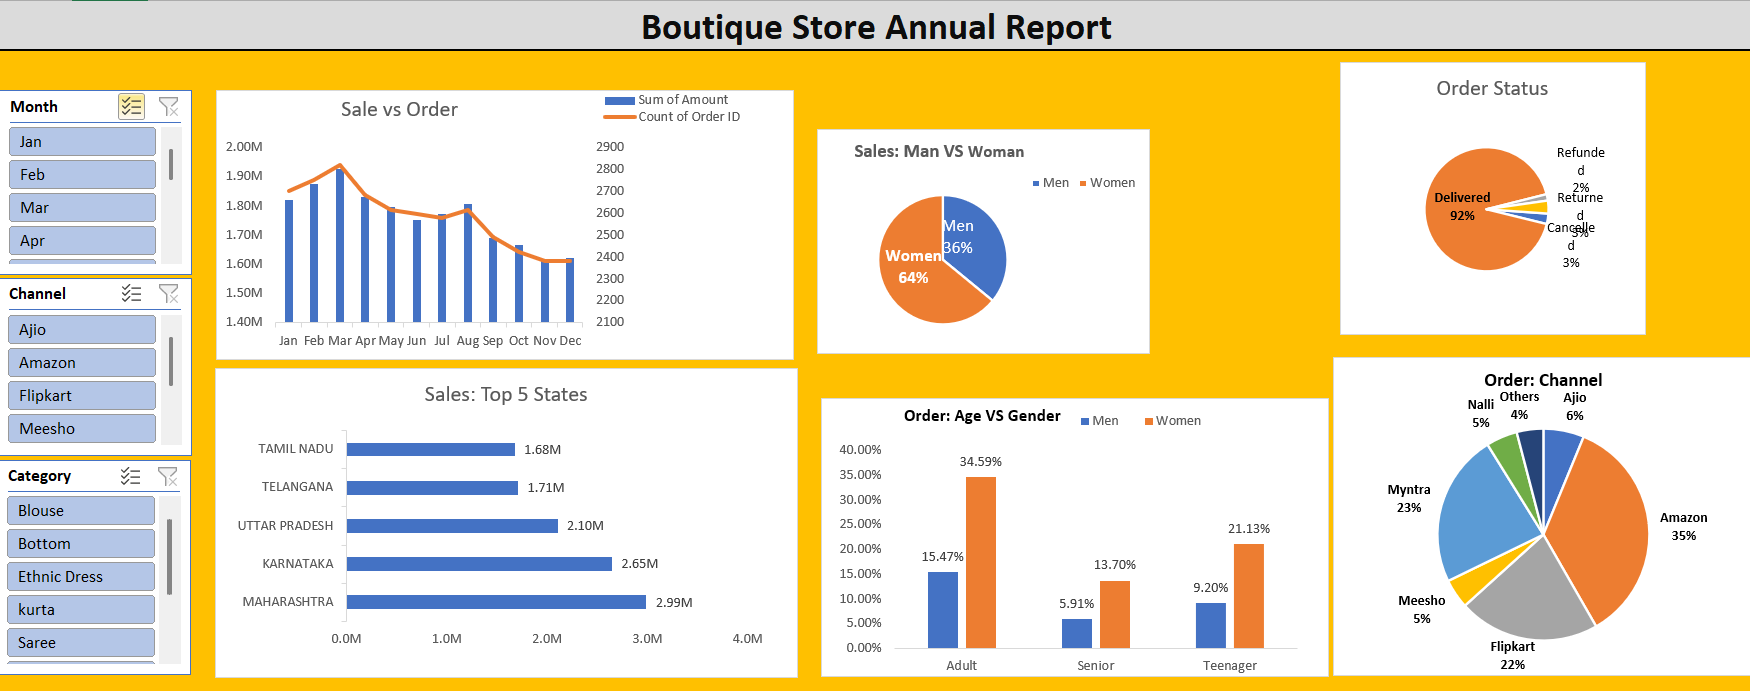 Boutique Store Annual Report
Month
Jan
Feb
Mar
Apr
Channel
Ajio
Amazon
Flipkart
Meesho
Category
Blouse
Bottom
Ethnic Dress
kurta
Saree
Sale vs Order
Sum of Amount
Count of Order ID
2.00M
1.90M
1.80M
1.70M
1.60M
1.50M
1.40M
2900
2800
2700
2600
2500
2400
2300
2200
2100
Jan Feb Mar Apr May Jun Jul Aug Sep Oct Nov Dec
Sales: Top 5 States
TAMIL NADU 1.68M
TELANGANA 1.71M
UTTAR PRADESH 2.10M
KARNATAKA 2.65M
MAHARASHTRA 2.99M
0.0M 1.0M 2.0M 3.0M 4.0M
Sales: Man VS Woman
Men Women
Men
36%
Women
64%
Order: Age VS Gender
Men Women
40.00%
35.00%
30.00%
25.00%
20.00%
15.00%
10.00%
5.00%
0.00%
15.47%
34.59%
5.91%
13.70%
9.20%
21.13%
Adult Senior Teenager
Order Status
Delivered
92%
Refunde
d
2%
Returne
d
3%
Cancelle
d
3%
Order: Channel
Ajio
6%
Amazon
35%
Flipkart
22%
Meesho
5%
Myntra
23%
Nalli
5%
Others
4%